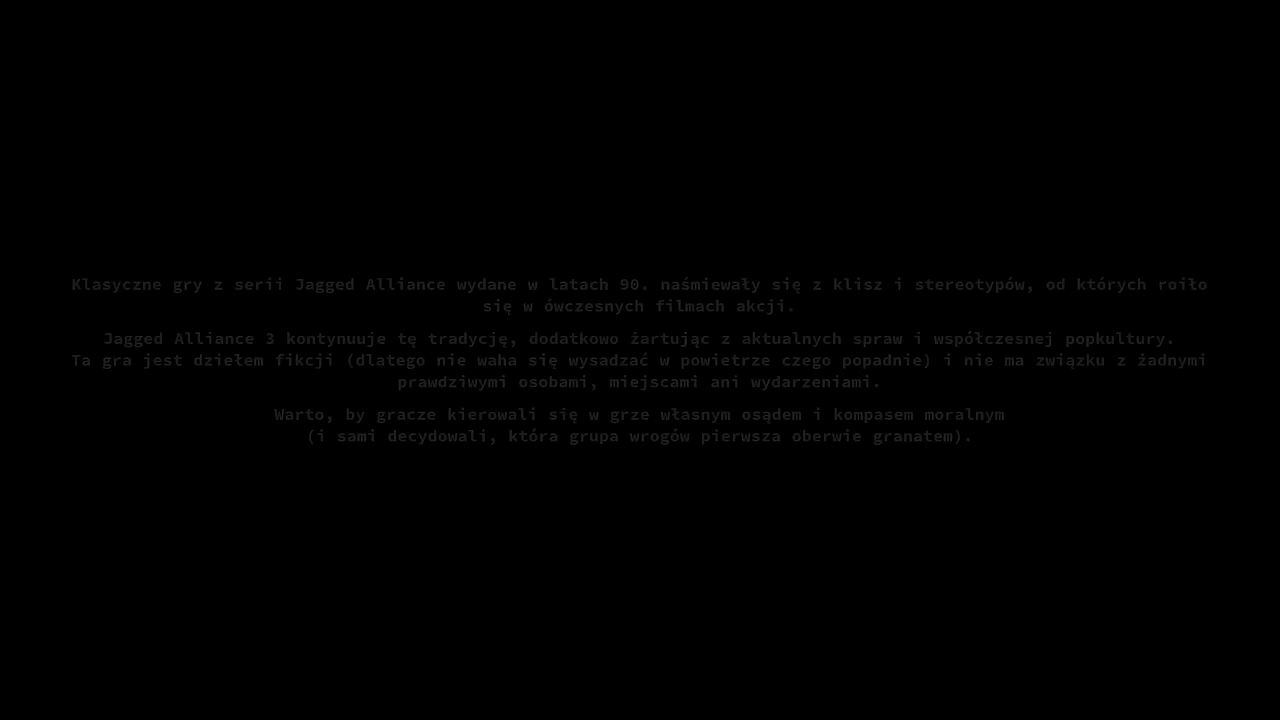 Klasyczne gry z serii Jagged Alliance wydane w latach 90. naśmiewały się z klisz i stereotypów, od których roiło
się w ówczesnych filmach akcji.
Jagged Alliance 3 kontynuuje tę tradycję, dodatkowo żartując z aktualnych spraw i współczesnej popkultury.
Ta gra jest dziełem fikcji (dlatego nie waha się wysadzać w powietrze czego popadnie) i nie ma związku z żadnymi
prawdziwymi osobami, miejscami ani wydarzeniami.
Warto, by gracze kierowali się w grze własnym osądem i kompasem moralnym
(i sami decydowali, która grupa wrogów pierwsza oberwie granatem).